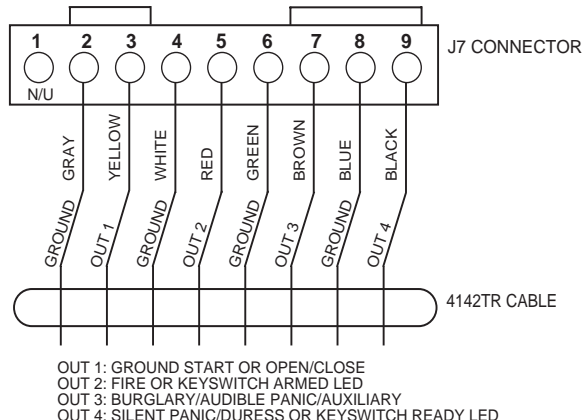 1 2 3 4 5 6 7 8 9
J7 CONNECTOR
N/U
GRAY
YELLOW
WHITE
RED
GREEN
BROWN
BLUE
BLACK
GROUND
OUT 1
GROUND
OUT 2
GROUND
OUT 3
GROUND
OUT 4
4142TR CABLE
OUT 1: GROUND START OR OPEN/CLOSE
OUT 2: FIRE OR KEYSWITCH ARMED LED
OUT 3: BURGLARY/AUDIBLE PANIC/AUXILIARY
OUT 4: SILENT PANIC/DURESS OR KEYSWITCH READY LED